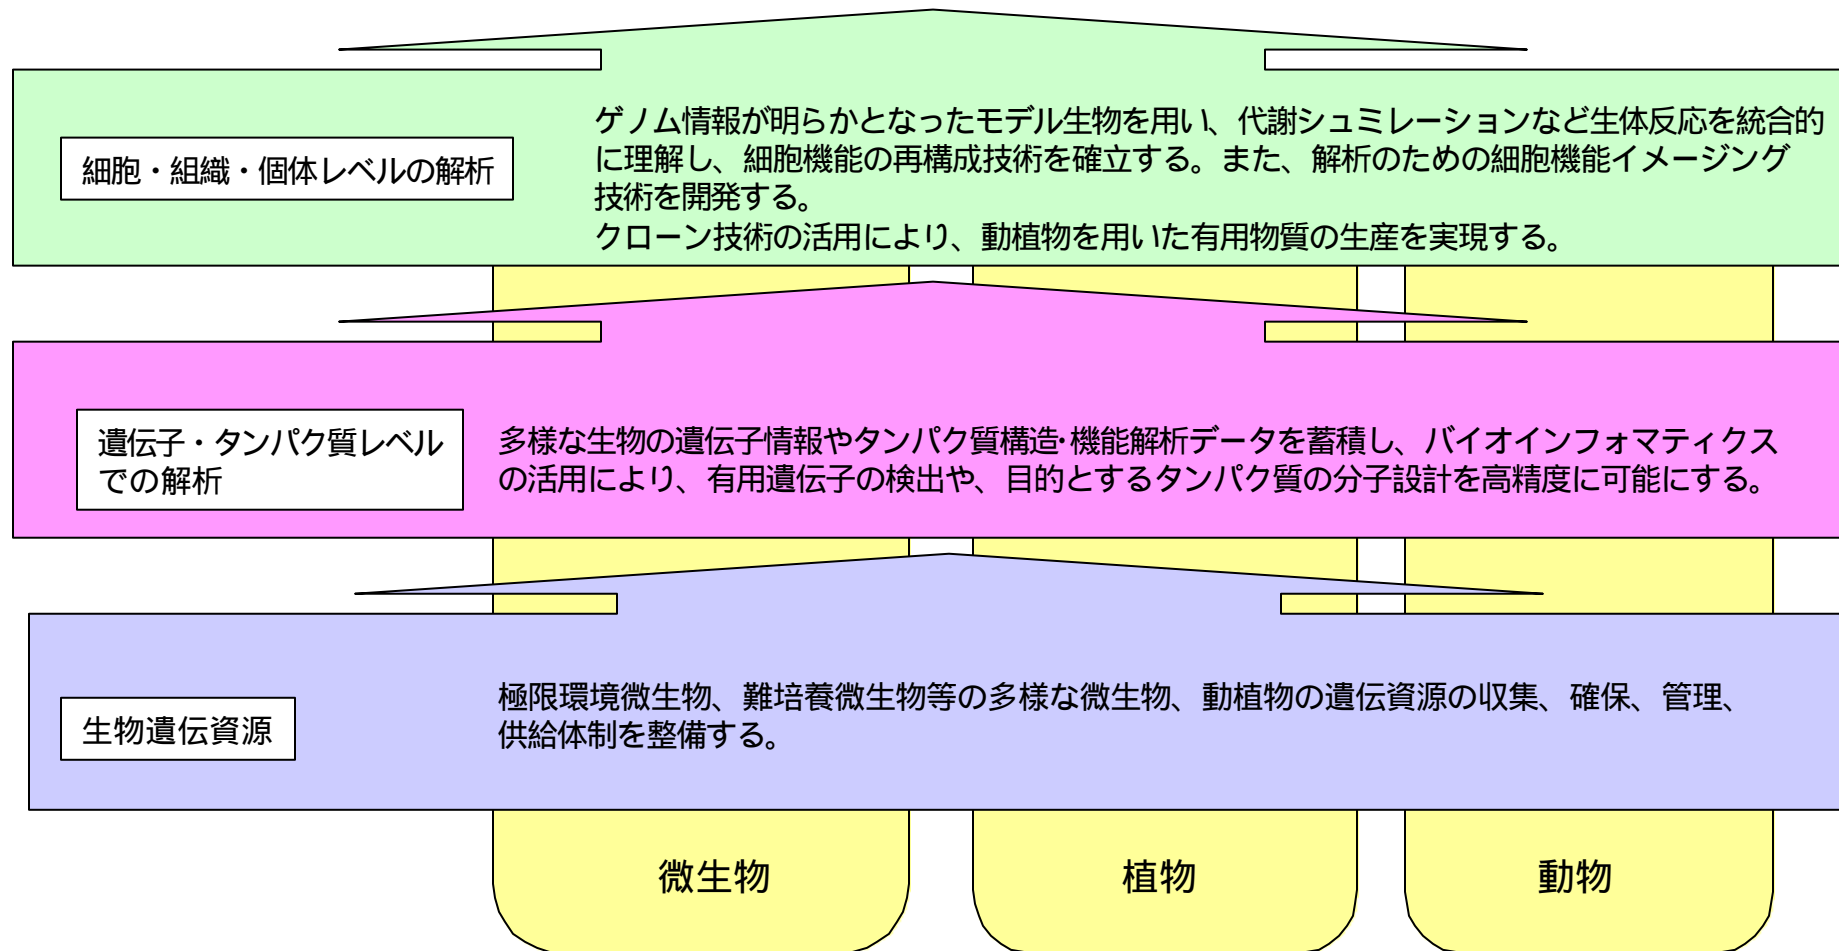 細胞・組織・個体レベルの解析
ゲノム情報が明らかとなったモデル生物を用い、代謝シュミレーションなど生体反応を統合的
に理解し、細胞機能の再構成技術を確立する。また、解析のための細胞機能イメージング
技術を開発する。
クローン技術の活用により、動植物を用いた有用物質の生産を実現する。
遺伝子・タンパク質レベル
での解析
多様な生物の遺伝子情報やタンパク質構造・機能解析データを蓄積し、バイオインフォマティクス
の活用により、有用遺伝子の検出や、目的とするタンパク質の分子設計を高精度に可能にする。
生物遺伝資源
極限環境微生物、難培養微生物等の多様な微生物、動植物の遺伝資源の収集、確保、管理、
供給体制を整備する。
微生物
植物
動物